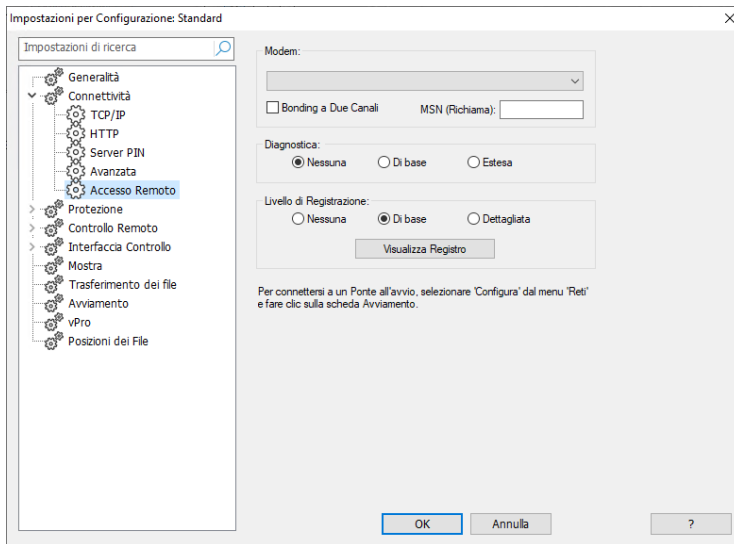 Impostazioni per Configurazione: Standard
Impostazioni di ricerca
Generalità
Connettività
TCP/IP
HTTP
Server PIN
Avanzata
Accesso Remoto
Protezione
Controllo Remoto
Interfaccia Controllo
Mostra
Trasferimento dei file
Avviamento
vPro
Posizioni dei File
Modem:
Bonding a Due Canali
MSN (Richiama):
Diagnostica:
Nessuna
Di base
Estesa
Livello di Registrazione:
Nessuna
Di base
Dettagliata
Visualizza Registro
Per connettersi a un Ponte all'avvio, selezionare 'Configura' dal menu 'Reti'
e fare clic sulla scheda Avviamento.
OK
Annulla
?